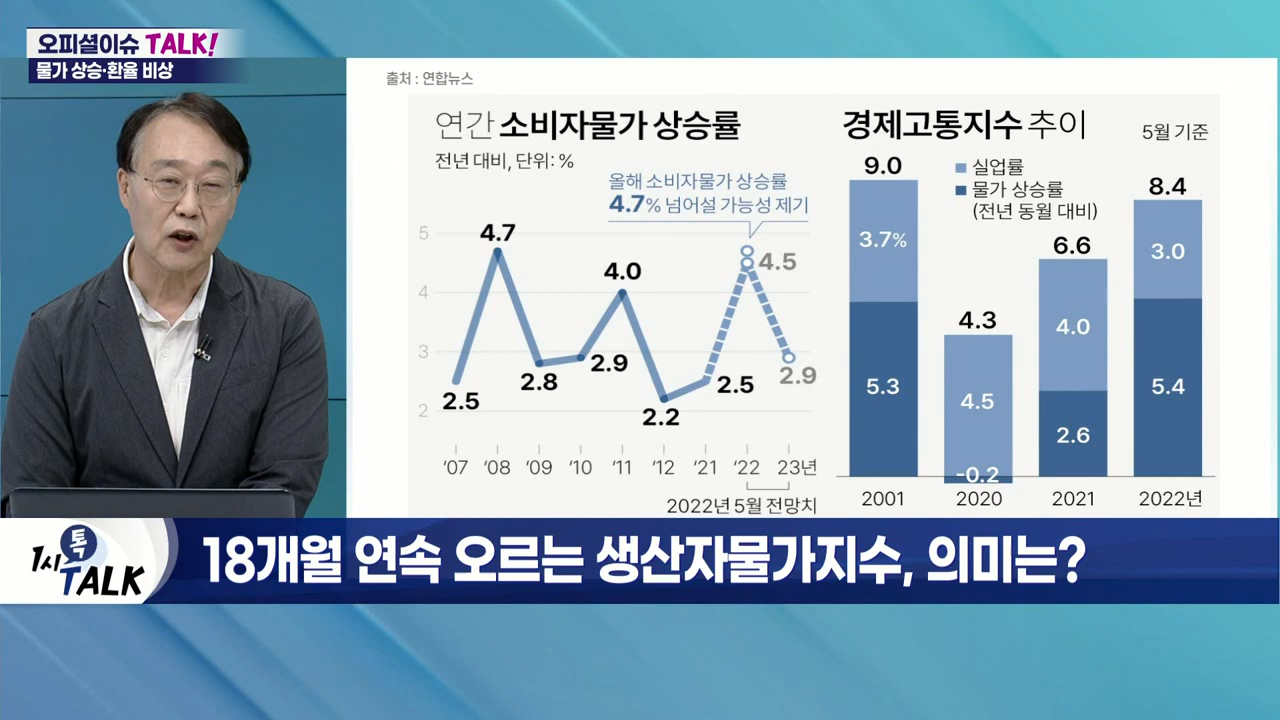 오피셜이슈 TALK!
물가 상승·환율 비상
출처 : 연합뉴스
연간 소비자물가 상승률
전년 대비, 단위: %
올해 소비자물가 상승률
4.7% 넘어설 가능성 제기
5
4
3
2
2.5
4.7
2.8
2.9
4.0
2.2
2.5
4.5
2.9
'07 '08 '09 '10 '11 '12 '21 '22 23년
2022년 5월 전망치
경제고통지수 추이
5월 기준
실업률
물가 상승률
(전년 동월 대비)
9.0
3.7%
5.3
4.3
4.5
-0.2
6.6
4.0
2.6
8.4
3.0
5.4
2001 2020 2021 2022년
1시 톡
TALK
18개월 연속 오르는 생산자물가지수, 의미는?